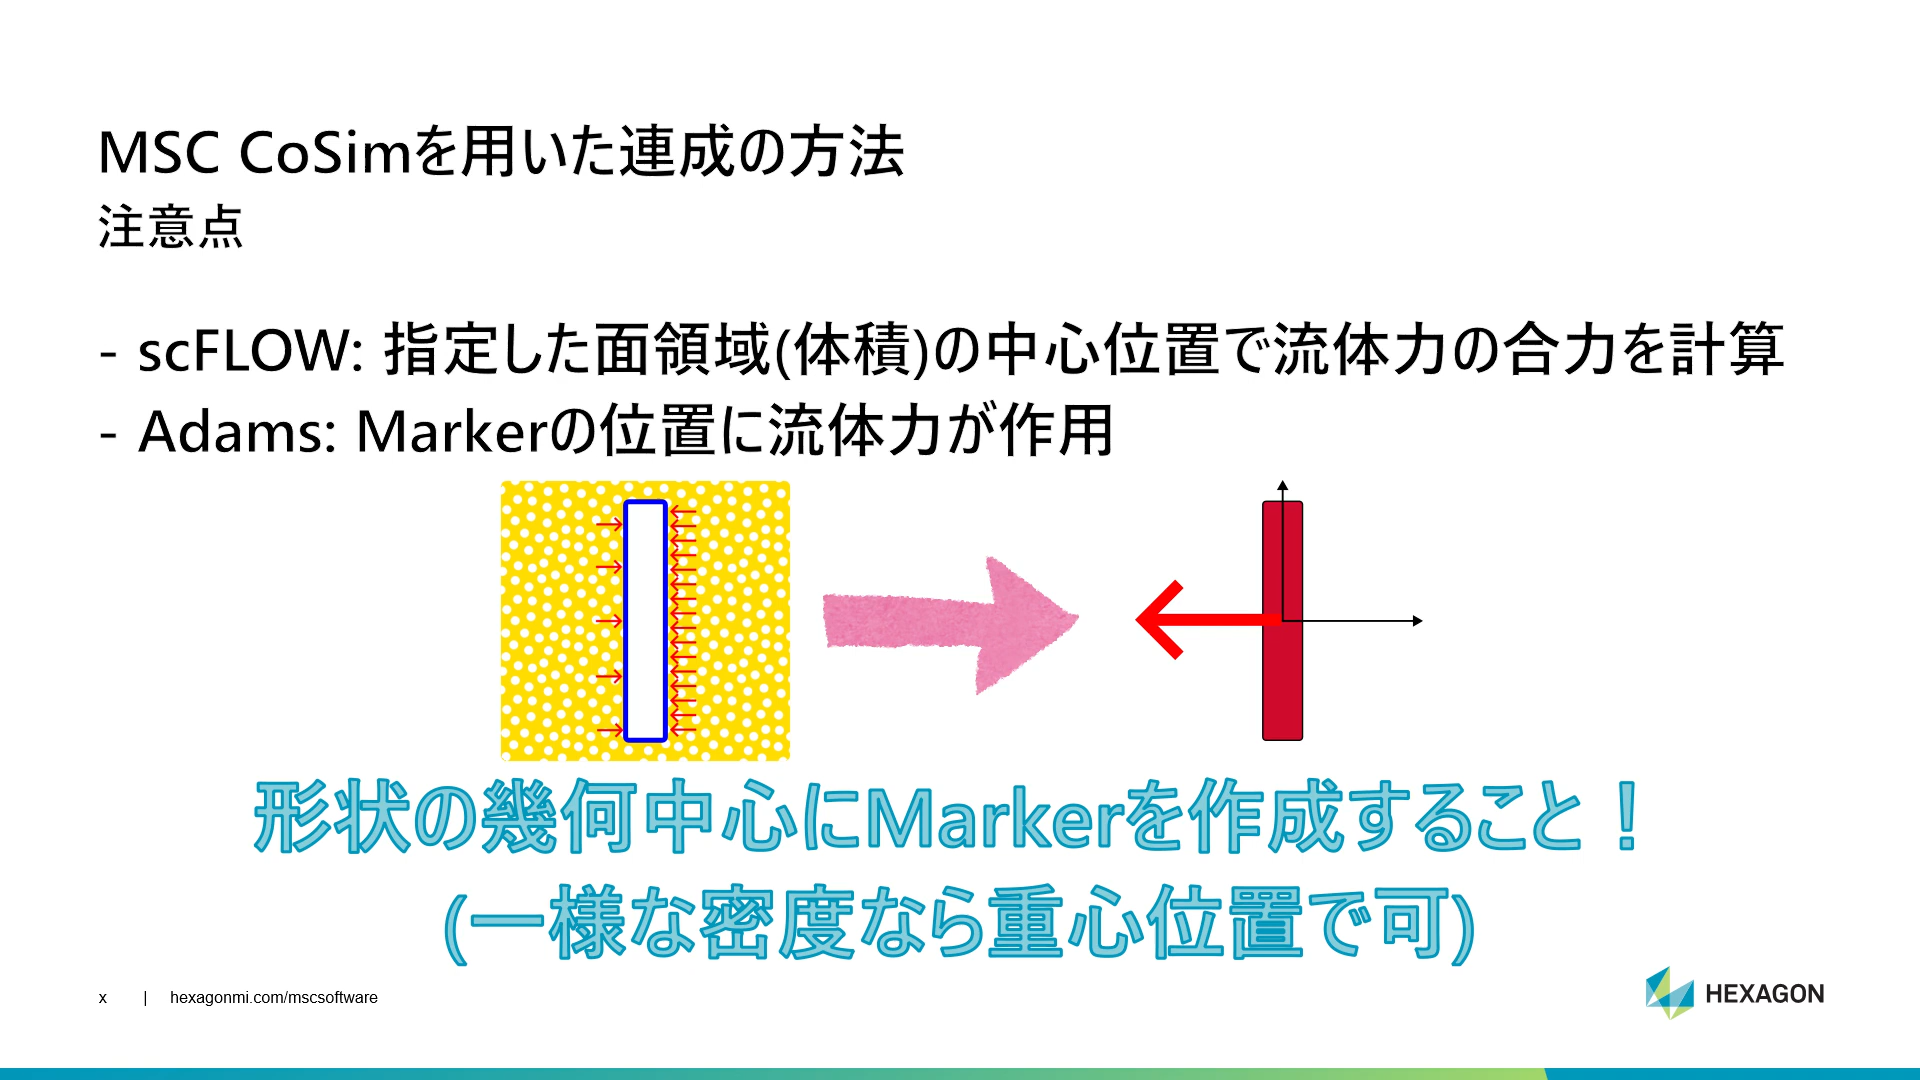 MSC CoSimを用いた連成の方法
注意点
- scFLOW: 指定した面領域(体積)の中心位置で流体力の合力を計算
- Adams: Markerの位置に流体力が作用
形状の幾何中心にMarkerを作成すること！
(一様な密度なら重心位置で可)
x | hexagonmi.com/mscsoftware
HEXAGON